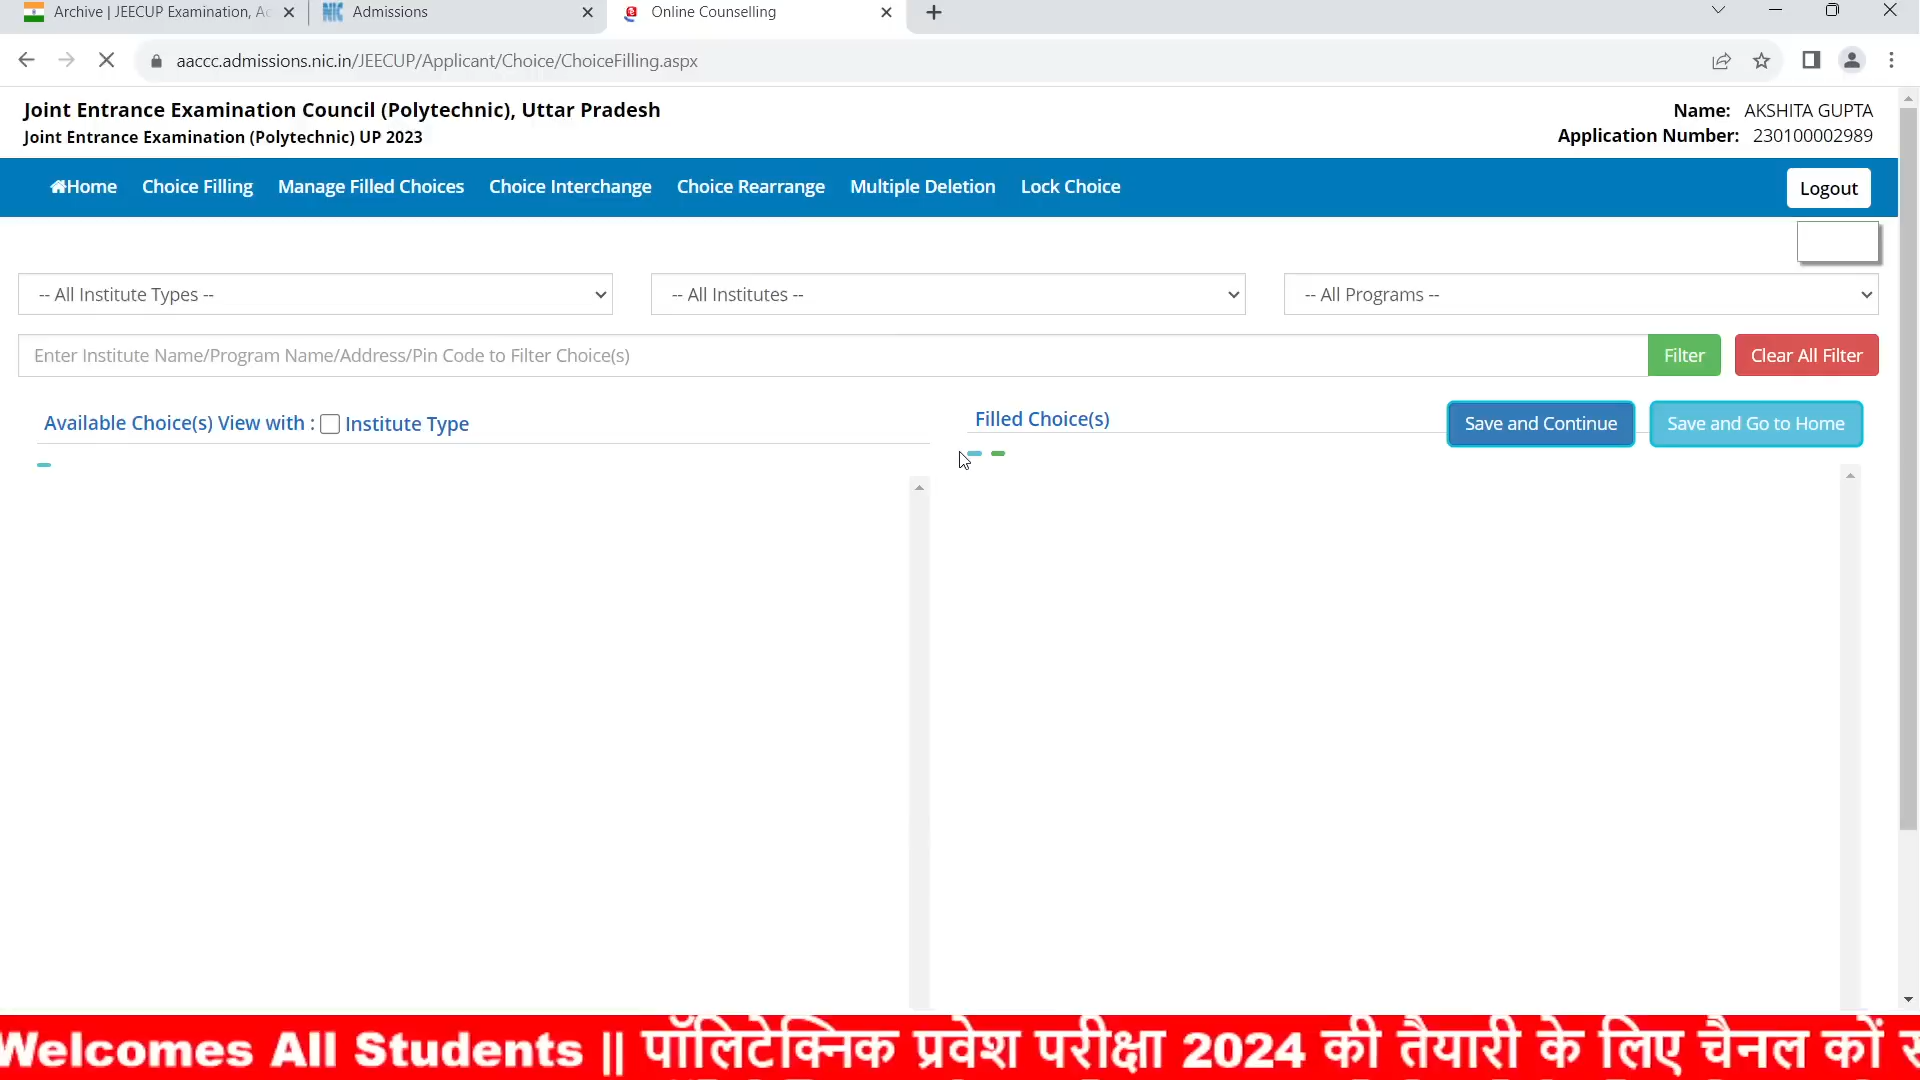 Archive | JEECUP Examination, Ad
Admissions
Online Counselling
aaccc.admissions.nic.in/JEECUP/Applicant/Choice/ChoiceFilling.aspx
Joint Entrance Examination Council (Polytechnic), Uttar Pradesh
Joint Entrance Examination (Polytechnic) UP 2023
Name: AKSHITA GUPTA
Application Number: 230100002989
Home Choice Filling Manage Filled Choices Choice Interchange Choice Rearrange Multiple Deletion Lock Choice Logout
-- All Institute Types -- -- All Institutes -- -- All Programs --
Enter Institute Name/Program Name/Address/Pin Code to Filter Choice(s) Filter Clear All Filter
Available Choice(s) View with : Institute Type
Filled Choice(s) Save and Continue Save and Go to Home
Welcomes All Students || पॉलिटेक्निक प्रवेश परीक्षा 2024 की तैयारी के लिए चैनल कों